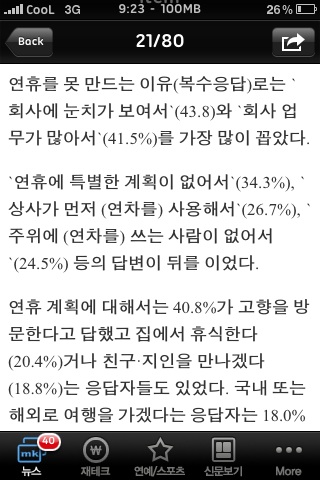 CooL 3G 9:23 - 100MB 26%
Back 21/80
연휴를 못 만드는 이유(복수응답)로는 `
회사에 눈치가 보여서`(43.8)와 `회사 업
무가 많아서`(41.5%)를 가장 많이 꼽았다.
`연휴에 특별한 계획이 없어서`(34.3%), `
상사가 먼저 (연차를) 사용해서`(26.7%), `
주위에 (연차를) 쓰는 사람이 없어서
`(24.5%) 등의 답변이 뒤를 이었다.
연휴 계획에 대해서는 40.8%가 고향을 방
문한다고 답했고 집에서 휴식한다
(20.4%)거나 친구·지인을 만나겠다
(18.8%)는 응답자들도 있었다. 국내 또는
해외로 여행을 가겠다는 응답자는 18.0%
mk 40
뉴스 재테크 연예/스포츠 신문보기 More